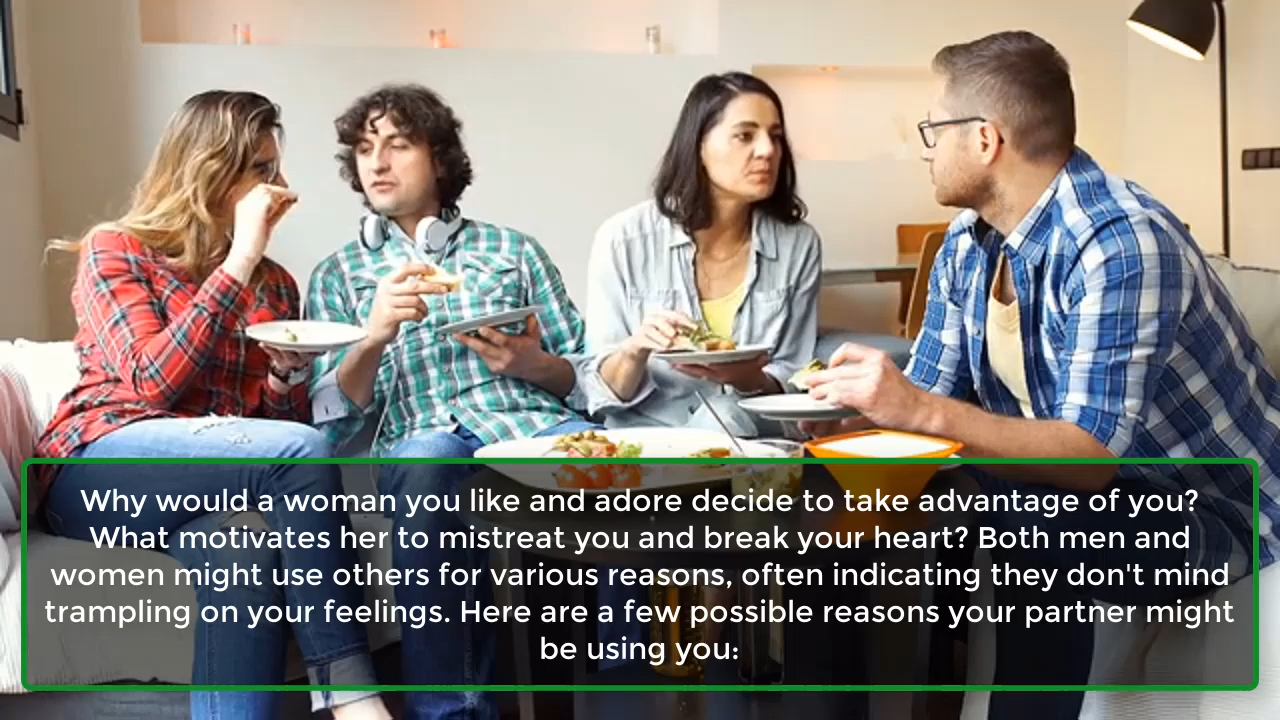 Why would a woman you like and adore decide to take advantage of you?
What motivates her to mistreat you and break your heart? Both men and
women might use others for various reasons, often indicating they don't mind
trampling on your feelings. Here are a few possible reasons your partner might
be using you: